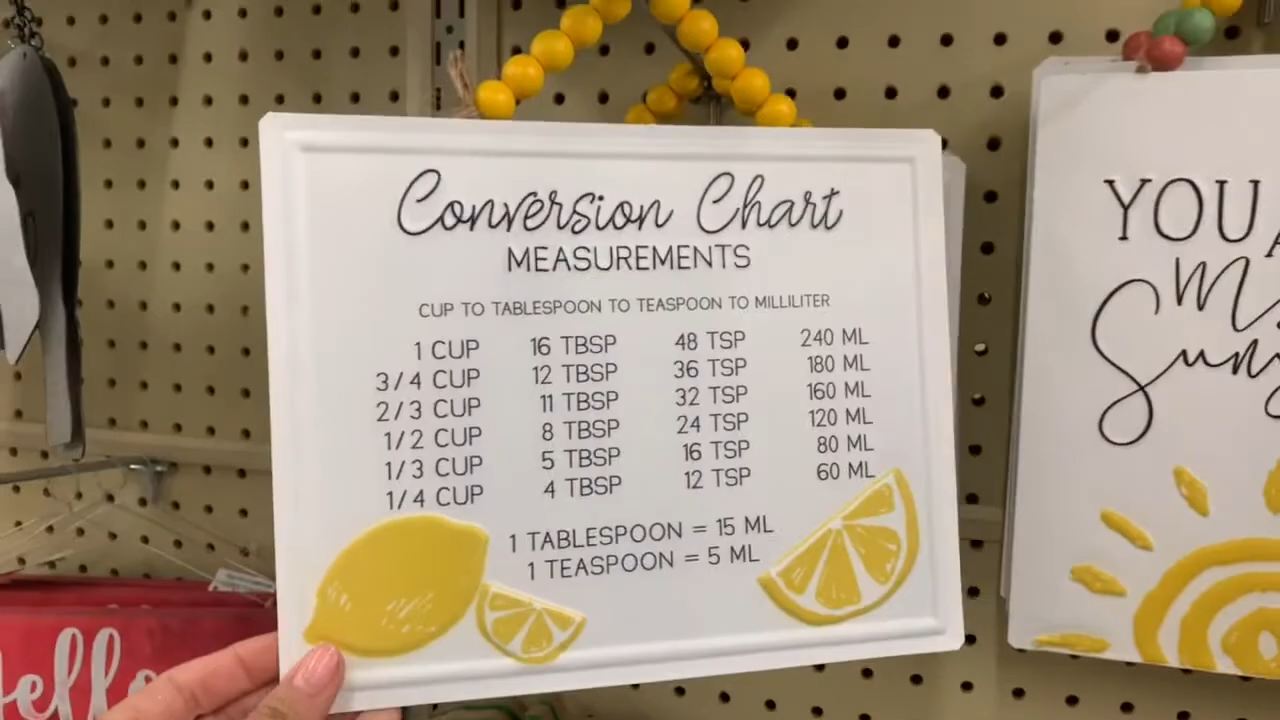 Conversion Chart
MEASUREMENTS
CUP TO TABLESPOON TO TEASPOON TO MILLILITER
1 CUP 16 TBSP 48 TSP 240 ML
3/4 CUP 12 TBSP 36 TSP 180 ML
2/3 CUP 11 TBSP 32 TSP 160 ML
1/2 CUP 8 TBSP 24 TSP 120 ML
1/3 CUP 5 TBSP 16 TSP 80 ML
1/4 CUP 4 TBSP 12 TSP 60 ML
1 TABLESPOON = 15 ML
1 TEASPOON = 5 ML
YOU
Hello